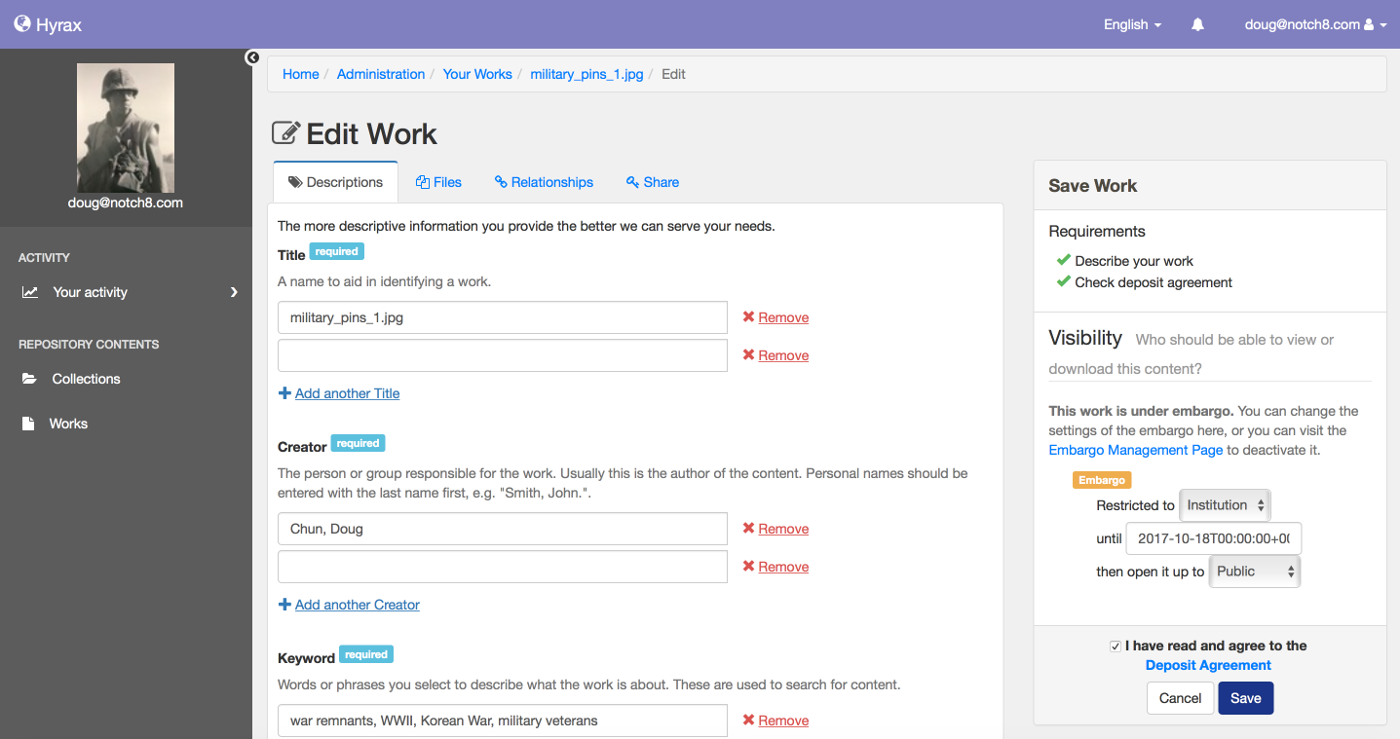 Hyrax
English
doug@notch8.com
doug@notch8.com
ACTIVITY
Your activity
REPOSITORY CONTENTS
Collections
Works
Home / Administration / Your Works / military_pins_1.jpg / Edit
Edit Work
Descriptions
Files
Relationships
Share
The more descriptive information you provide the better we can serve your needs.
Title required
A name to aid in identifying a work.
military_pins_1.jpg
Remove
Remove
Add another Title
Creator required
The person or group responsible for the work. Usually this is the author of the content. Personal names should be
entered with the last name first, e.g. "Smith, John.".
Chun, Doug
Remove
Remove
Add another Creator
Keyword required
Words or phrases you select to describe what the work is about. These are used to search for content.
war remnants, WWII, Korean War, military veterans
Remove
Save Work
Requirements
Describe your work
Check deposit agreement
Visibility Who should be able to view or
download this content?
This work is under embargo. You can change the
settings of the embargo here, or you can visit the
Embargo Management Page to deactivate it.
Embargo
Restricted to Institution
until 2017-10-18T00:00:00+00
then open it up to Public
I have read and agree to the
Deposit Agreement
Cancel
Save